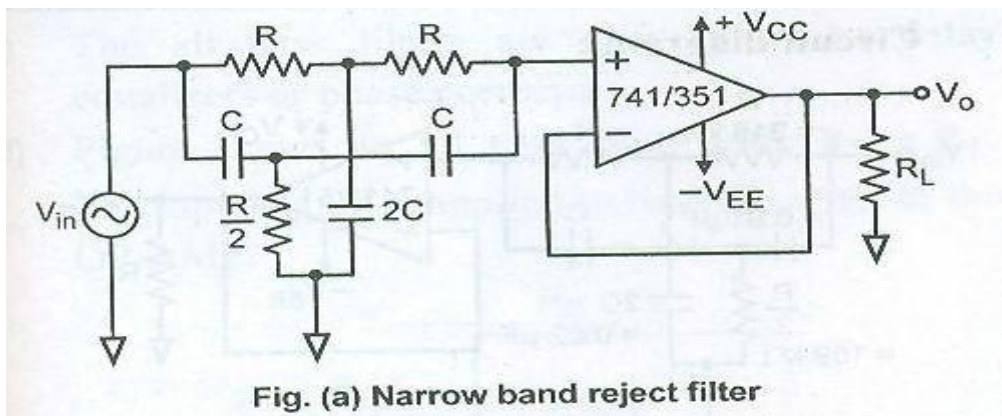 R
R
+ VCC
+
741/351
−
−VEE
Vo
RL
C
C
Vin
R
2
2C
Fig. (a) Narrow band reject filter